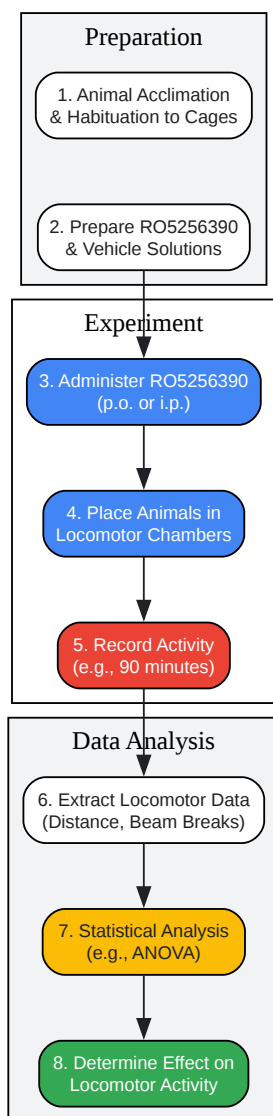 Preparation
1. Animal Acclimation
& Habituation to Cages
2. Prepare RO5256390
& Vehicle Solutions
Experiment
3. Administer RO5256390
(p.o. or i.p.)
4. Place Animals in
Locomotor Chambers
5. Record Activity
(e.g., 90 minutes)
Data Analysis
6. Extract Locomotor Data
(Distance, Beam Breaks)
7. Statistical Analysis
(e.g., ANOVA)
8. Determine Effect on
Locomotor Activity